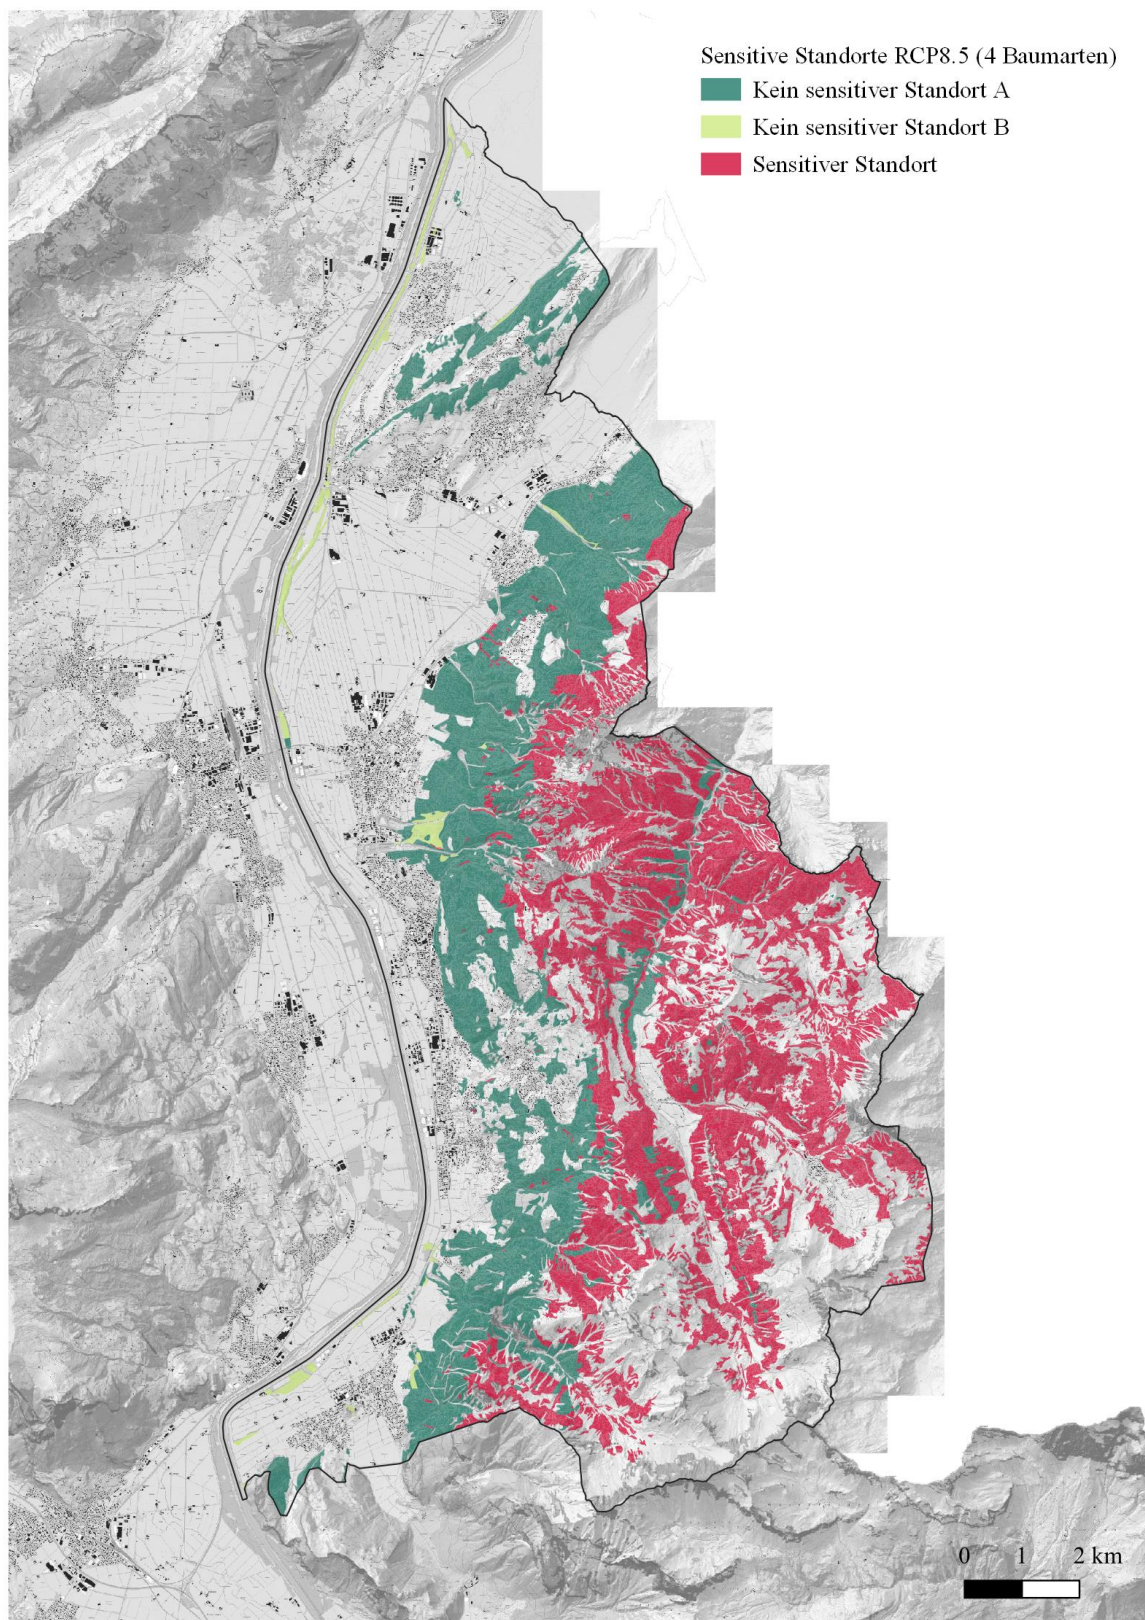 Sensitive Standorte RCP8.5 (4 Baumarten)
Kein sensitiver Standort A
Kein sensitiver Standort B
Sensitiver Standort
0 1 2 km